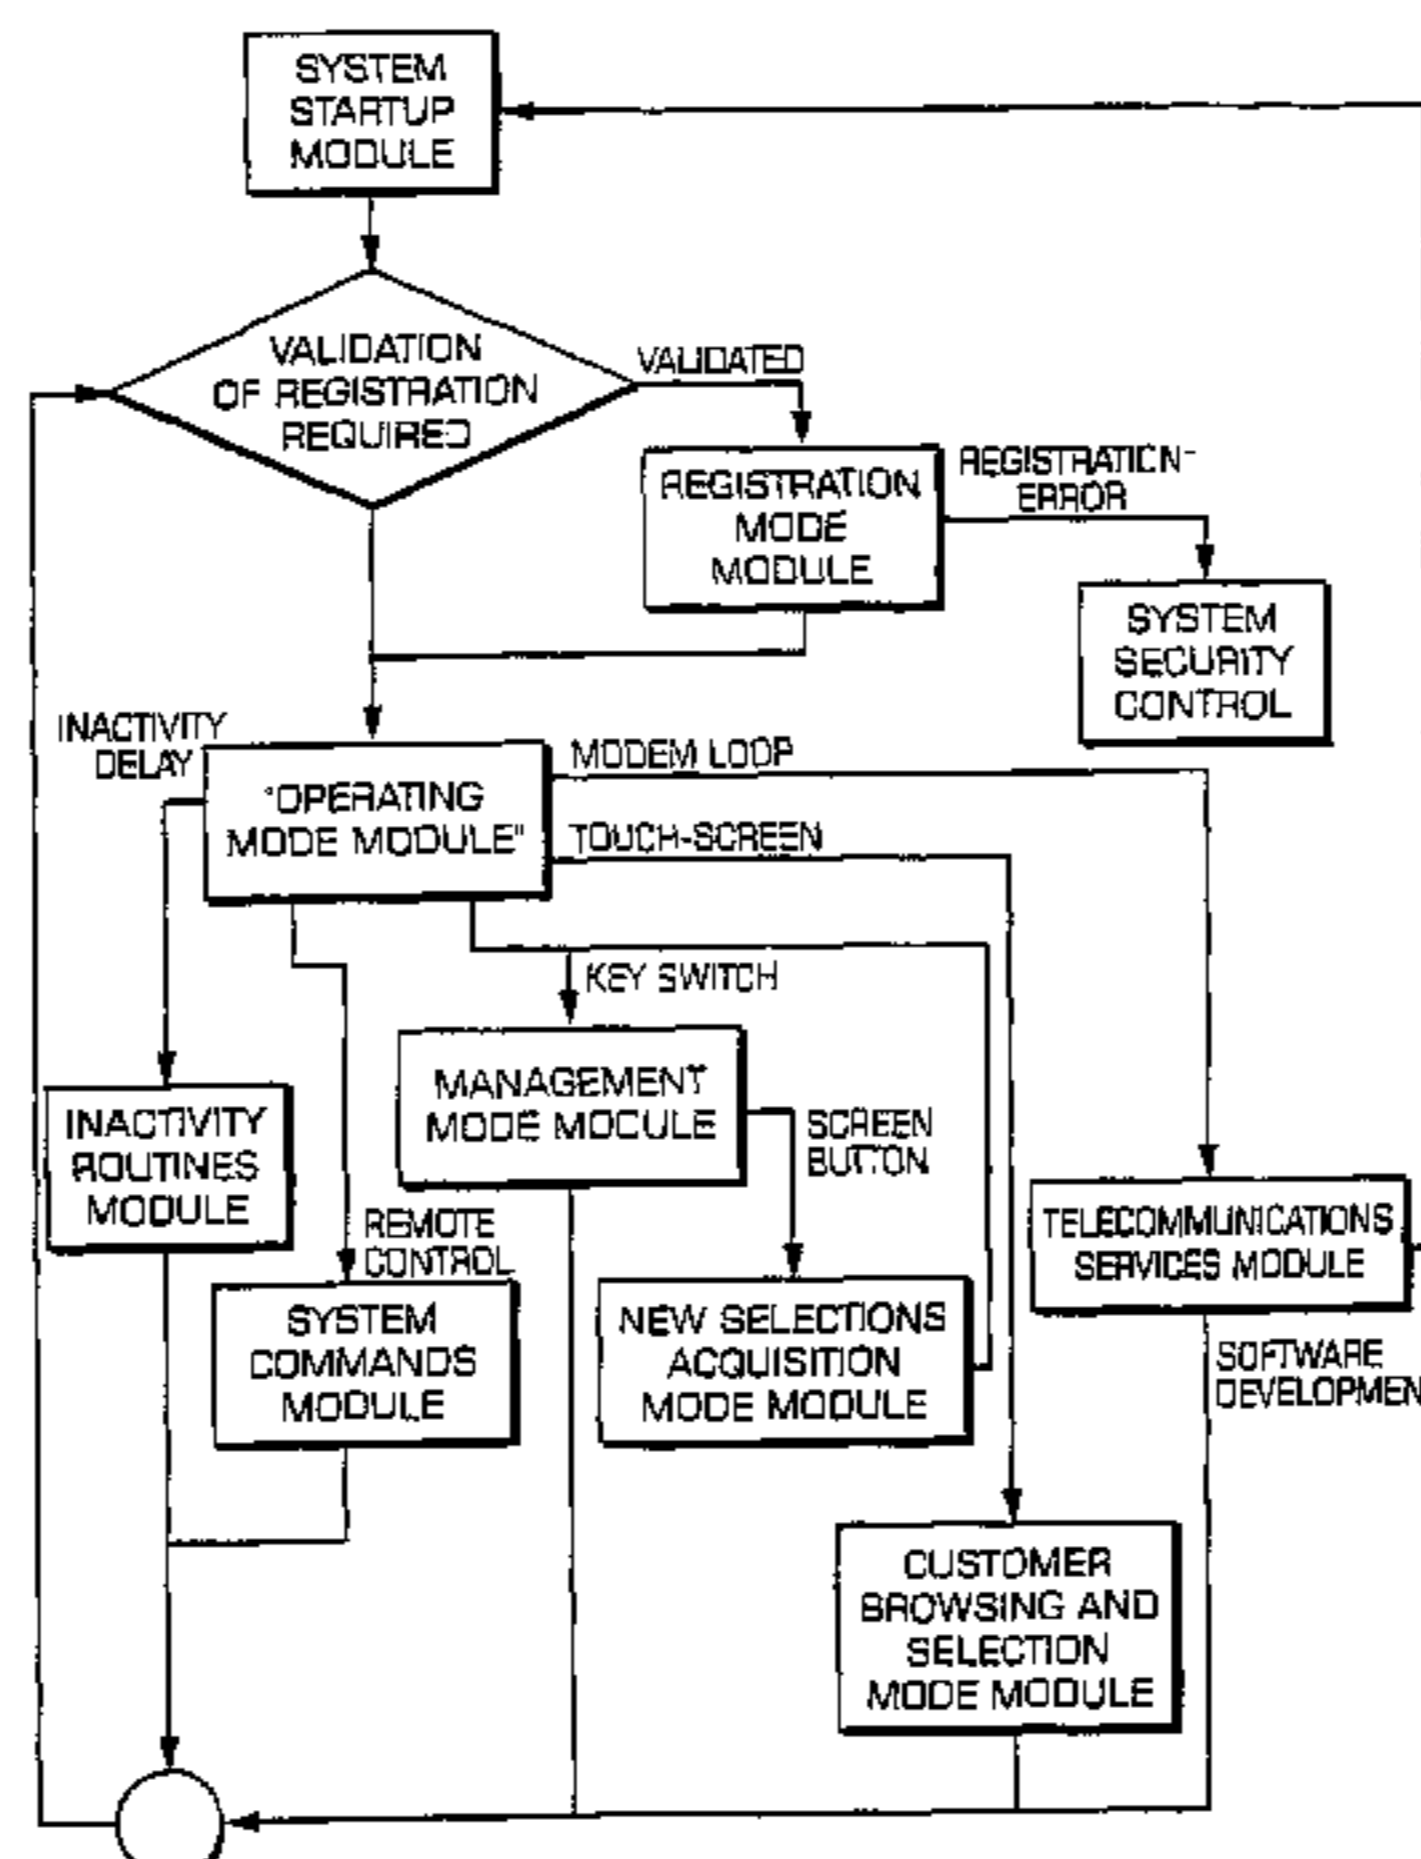 SYSTEM
STARTUP
MODULE
VALIDATION
OF REGISTRATION
REQUIRED
VALIDATED
REGISTRATION
MODE
MODULE
REGISTRATION-
ERROR
SYSTEM
SECURITY
CONTROL
INACTIVITY
DELAY
"OPERATING
MODE MODULE"
MODEM LOOP
TOUCH-SCREEN
KEY SWITCH
MANAGEMENT
MODE MODULE
SCREEN
BUTTON
INACTIVITY
ROUTINES
MODULE
REMOTE
CONTROL
SYSTEM
COMMANDS
MODULE
NEW SELECTIONS
ACQUISITION
MODE MODULE
TELECOMMUNICATIONS
SERVICES MODULE
SOFTWARE
DEVELOPMEN
CUSTOMER
BROWSING AND
SELECTION
MODE MODULE